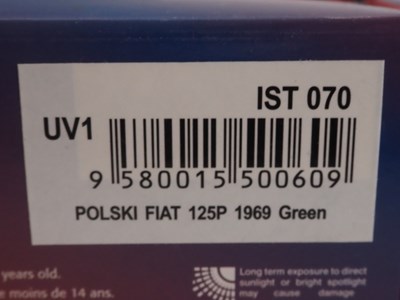 IST 070
UV1
9 580015 500609
POLSKI FIAT 125P 1969 Green
years old.
e moins de 14 ans.
Long term exposure to direct
sunlight or bright spotlight
may cause damage